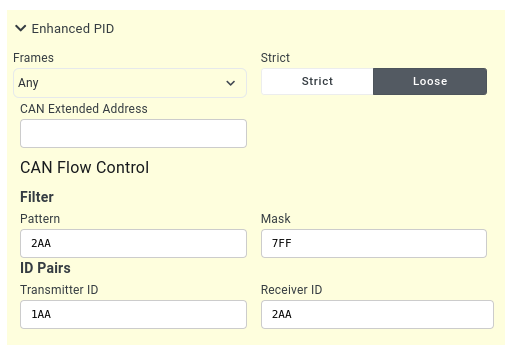 Enhanced PID
Frames
Strict
Any
Strict
Loose
CAN Extended Address
CAN Flow Control
Filter
Pattern
Mask
2AA
7FF
ID Pairs
Transmitter ID
Receiver ID
1AA
2AA